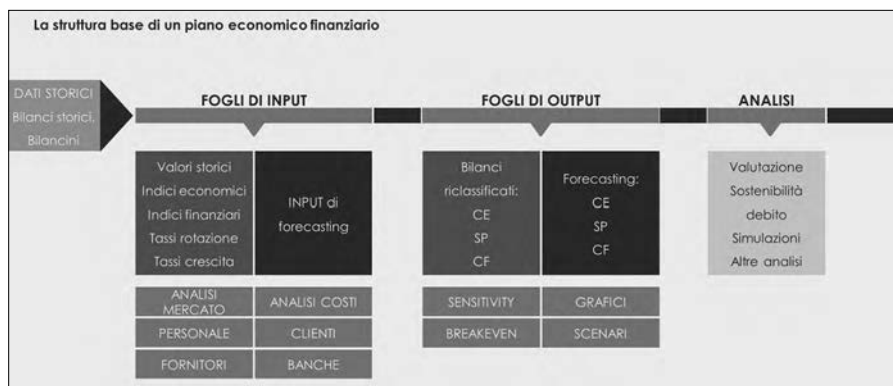 La struttura base di un piano economico finanziario
DATI STORICI
Bilanci storici,
Bilancini
FOGLI DI INPUT
Valori storici
Indici economici
Indici finanziari
Tassi rotazione
Tassi crescita
INPUT di
forecasting
ANALISI
MERCATO
ANALISI COSTI
PERSONALE
CLIENTI
FORNITORI
BANCHE
FOGLI DI OUTPUT
Bilanci
riclassificati:
CE
SP
CF
Forecasting:
CE
SP
CF
SENSITIVITY
GRAFICI
BREAKEVEN
SCENARI
ANALISI
Valutazione
Sostenibilità
debito
Simulazioni
Altre analisi